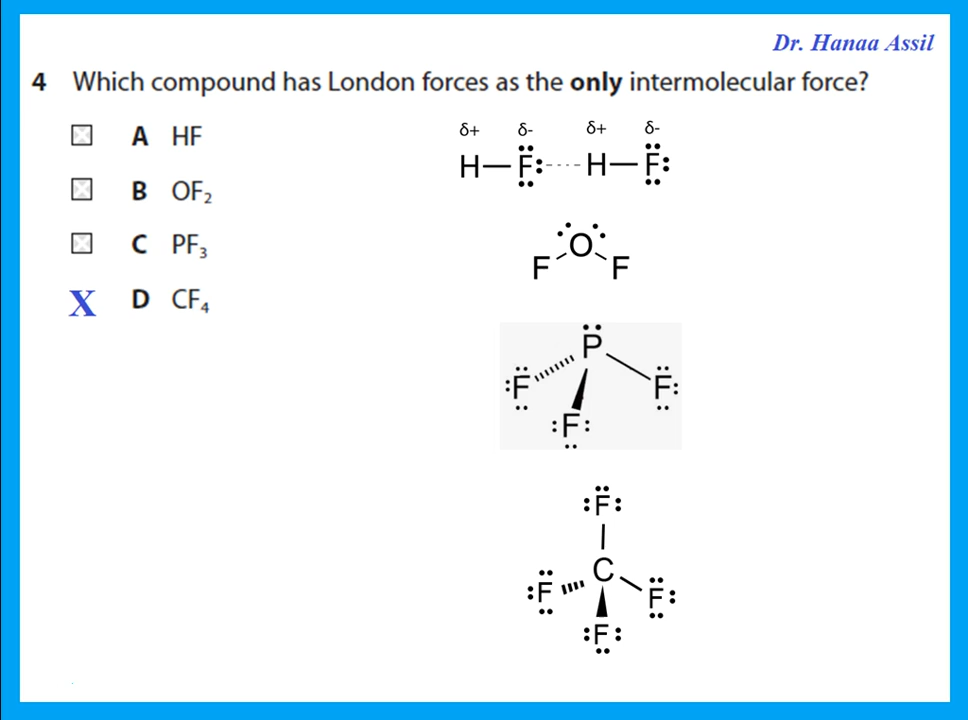 Dr. Hanaa Assil
4 Which compound has London forces as the only intermolecular force?
A HF
B OF₂
C PF₃
X D CF₄
δ+ δ- δ+ δ-
H—F: ---- H—F:
O
F F
P
:F F:
:F:
:F:
C
:F F:
:F: